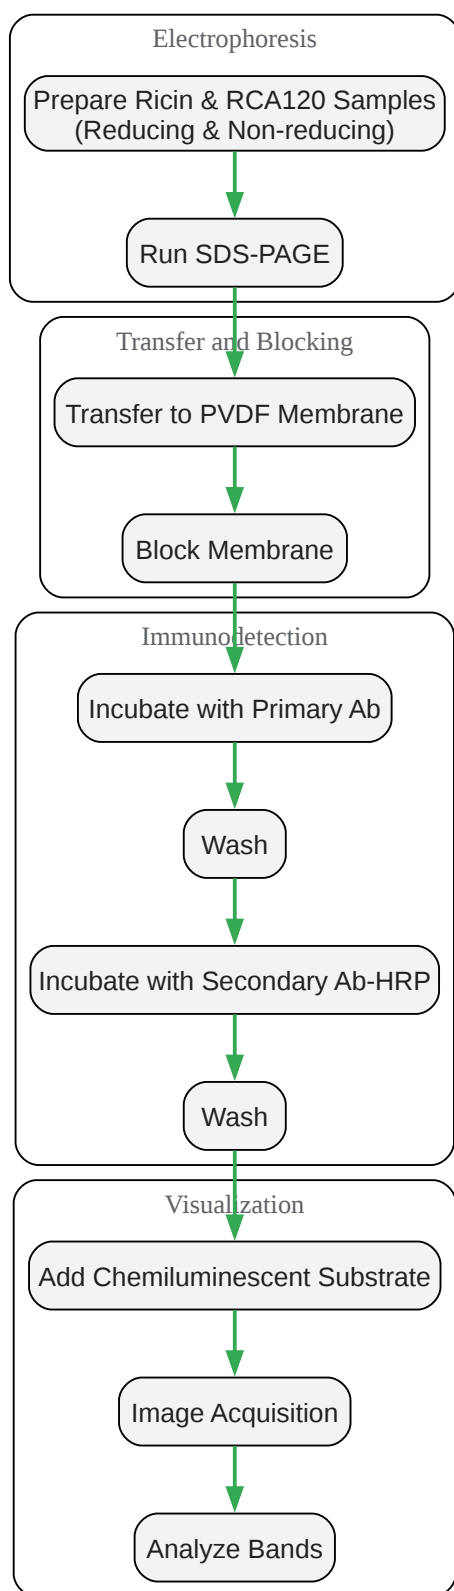 Electrophoresis
Prepare Ricin & RCA120 Samples
(Reducing & Non-reducing)
Run SDS-PAGE
Transfer and Blocking
Transfer to PVDF Membrane
Block Membrane
Immunodetection
Incubate with Primary Ab
Wash
Incubate with Secondary Ab-HRP
Wash
Visualization
Add Chemiluminescent Substrate
Image Acquisition
Analyze Bands